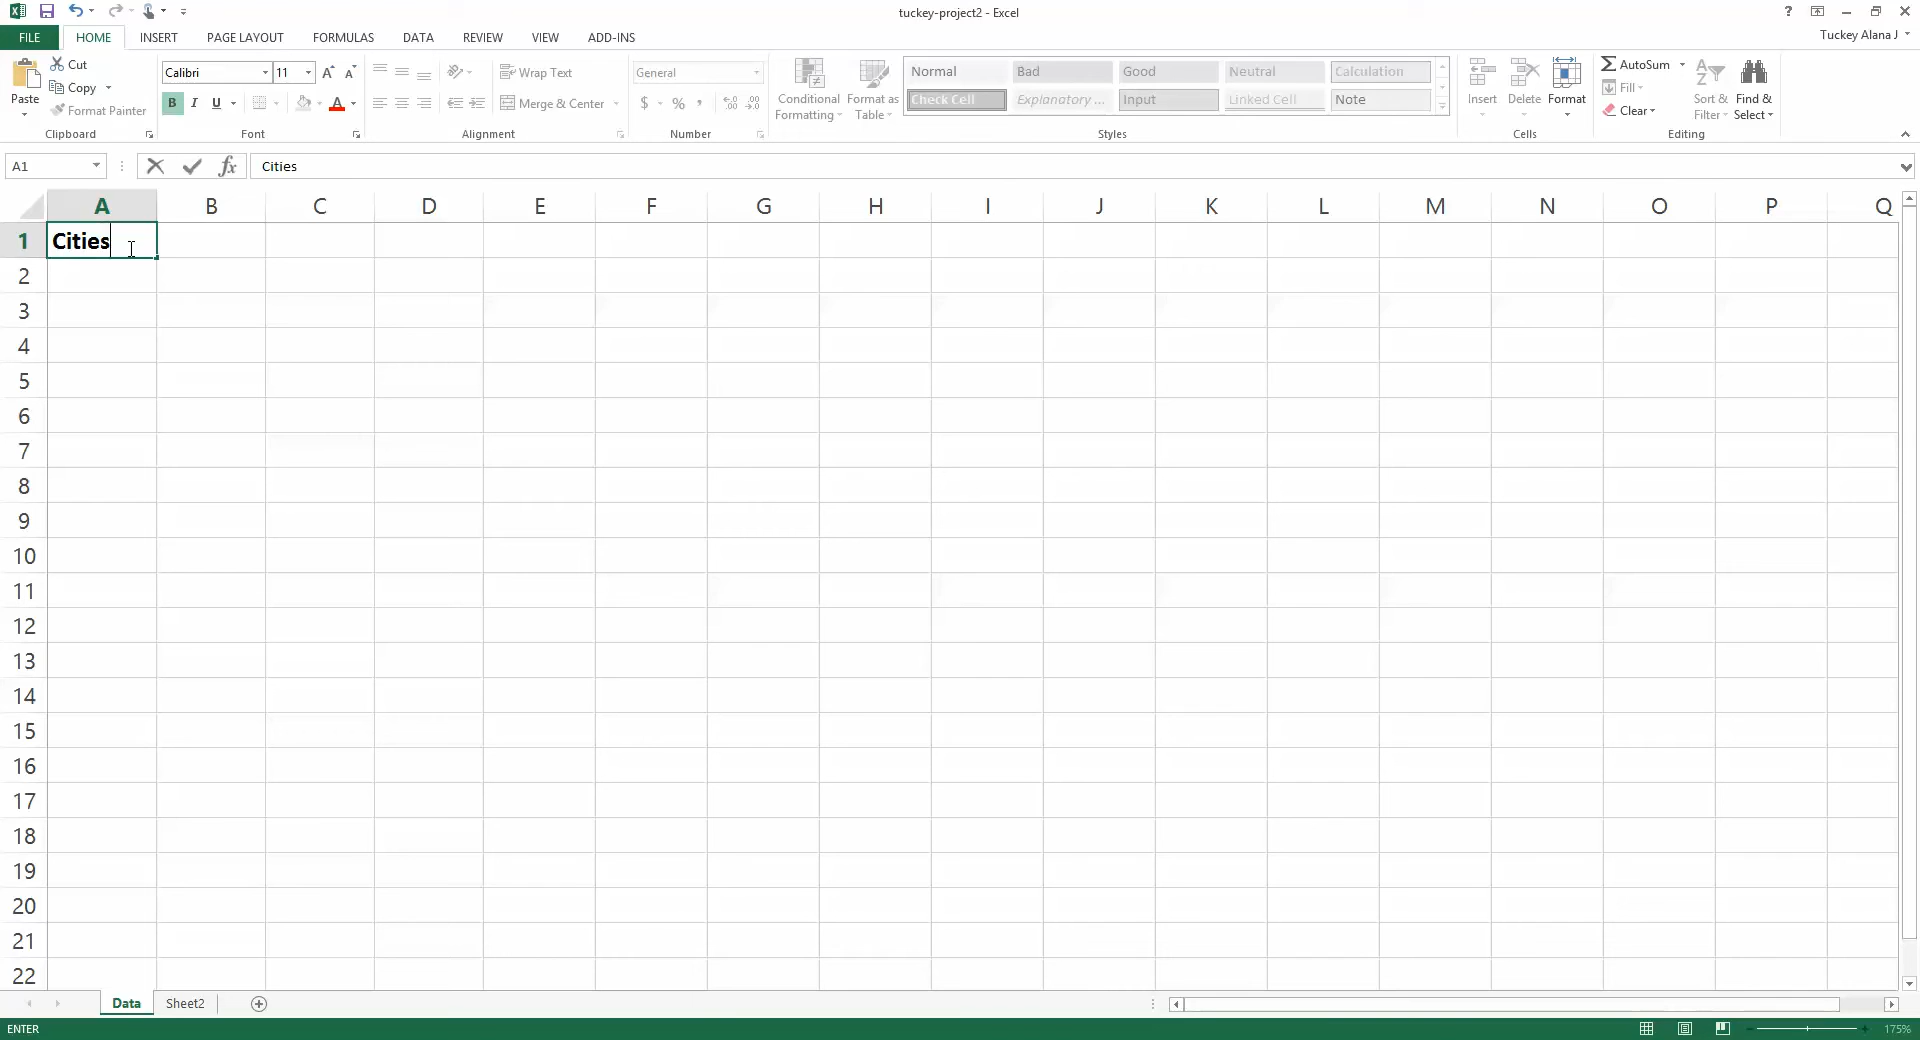 tuckey-project2 - Excel
?
FILE HOME INSERT PAGE LAYOUT FORMULAS DATA REVIEW VIEW ADD-INS Tuckey Alana J
Paste
Cut
Copy
Format Painter
Clipboard
Calibri 11
B I U
Font
Wrap Text
Merge & Center
Alignment
General
$ % ,
Number
Conditional Formatting
Format as Table
Normal Bad Good Neutral Calculation
Check Cell Explanatory ... Input Linked Cell Note
Styles
Insert Delete Format
Cells
AutoSum
Fill
Clear
Sort & Filter
Find & Select
Editing
A1 fx Cities
A B C D E F G H I J K L M N O P Q
1 Cities
2
3
4
5
6
7
8
9
10
11
12
13
14
15
16
17
18
19
20
21
22
Data Sheet2
ENTER 175%